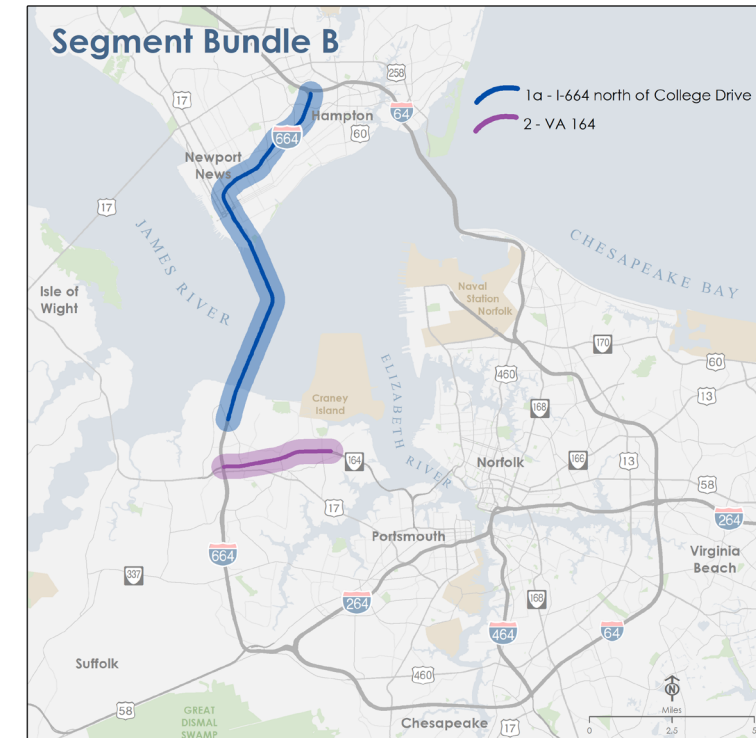 Segment Bundle B
1a - I-664 north of College Drive
2 - VA 164
258
17
Hampton
64
664
60
Newport
News
17
JAMES RIVER
CHESAPEAKE BAY
Isle of
Wight
Naval
Station
Norfolk
170
60
460
13
ELIZABETH RIVER
Craney
Island
168
164
Norfolk
166
13
58
17
264
Portsmouth
664
Virginia
Beach
337
264
168
464
64
Suffolk
460
N
Miles
58
GREAT
DISMAL
SWAMP
Chesapeake
17
0
2.5